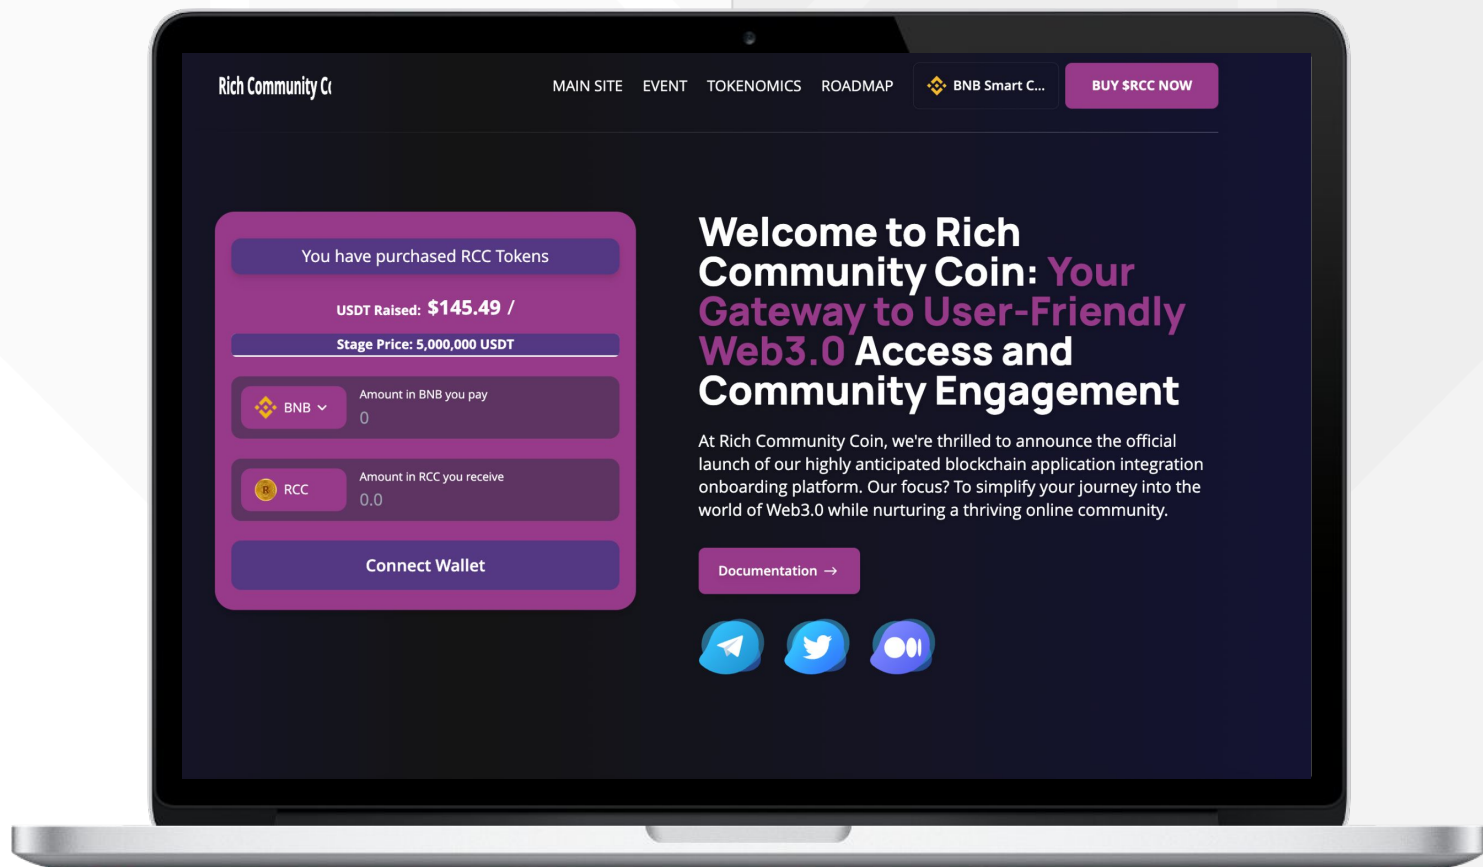 Rich Community Co
MAIN SITE EVENT TOKENOMICS ROADMAP BNB Smart C... BUY $RCC NOW
You have purchased RCC Tokens
USDT Raised: $145.49 /
Stage Price: 5,000,000 USDT
BNB
Amount in BNB you pay
0
RCC
Amount in RCC you receive
0.0
Connect Wallet
Welcome to Rich
Community Coin: Your
Gateway to User-Friendly
Web3.0 Access and
Community Engagement
At Rich Community Coin, we're thrilled to announce the official
launch of our highly anticipated blockchain application integration
onboarding platform. Our focus? To simplify your journey into the
world of Web3.0 while nurturing a thriving online community.
Documentation →